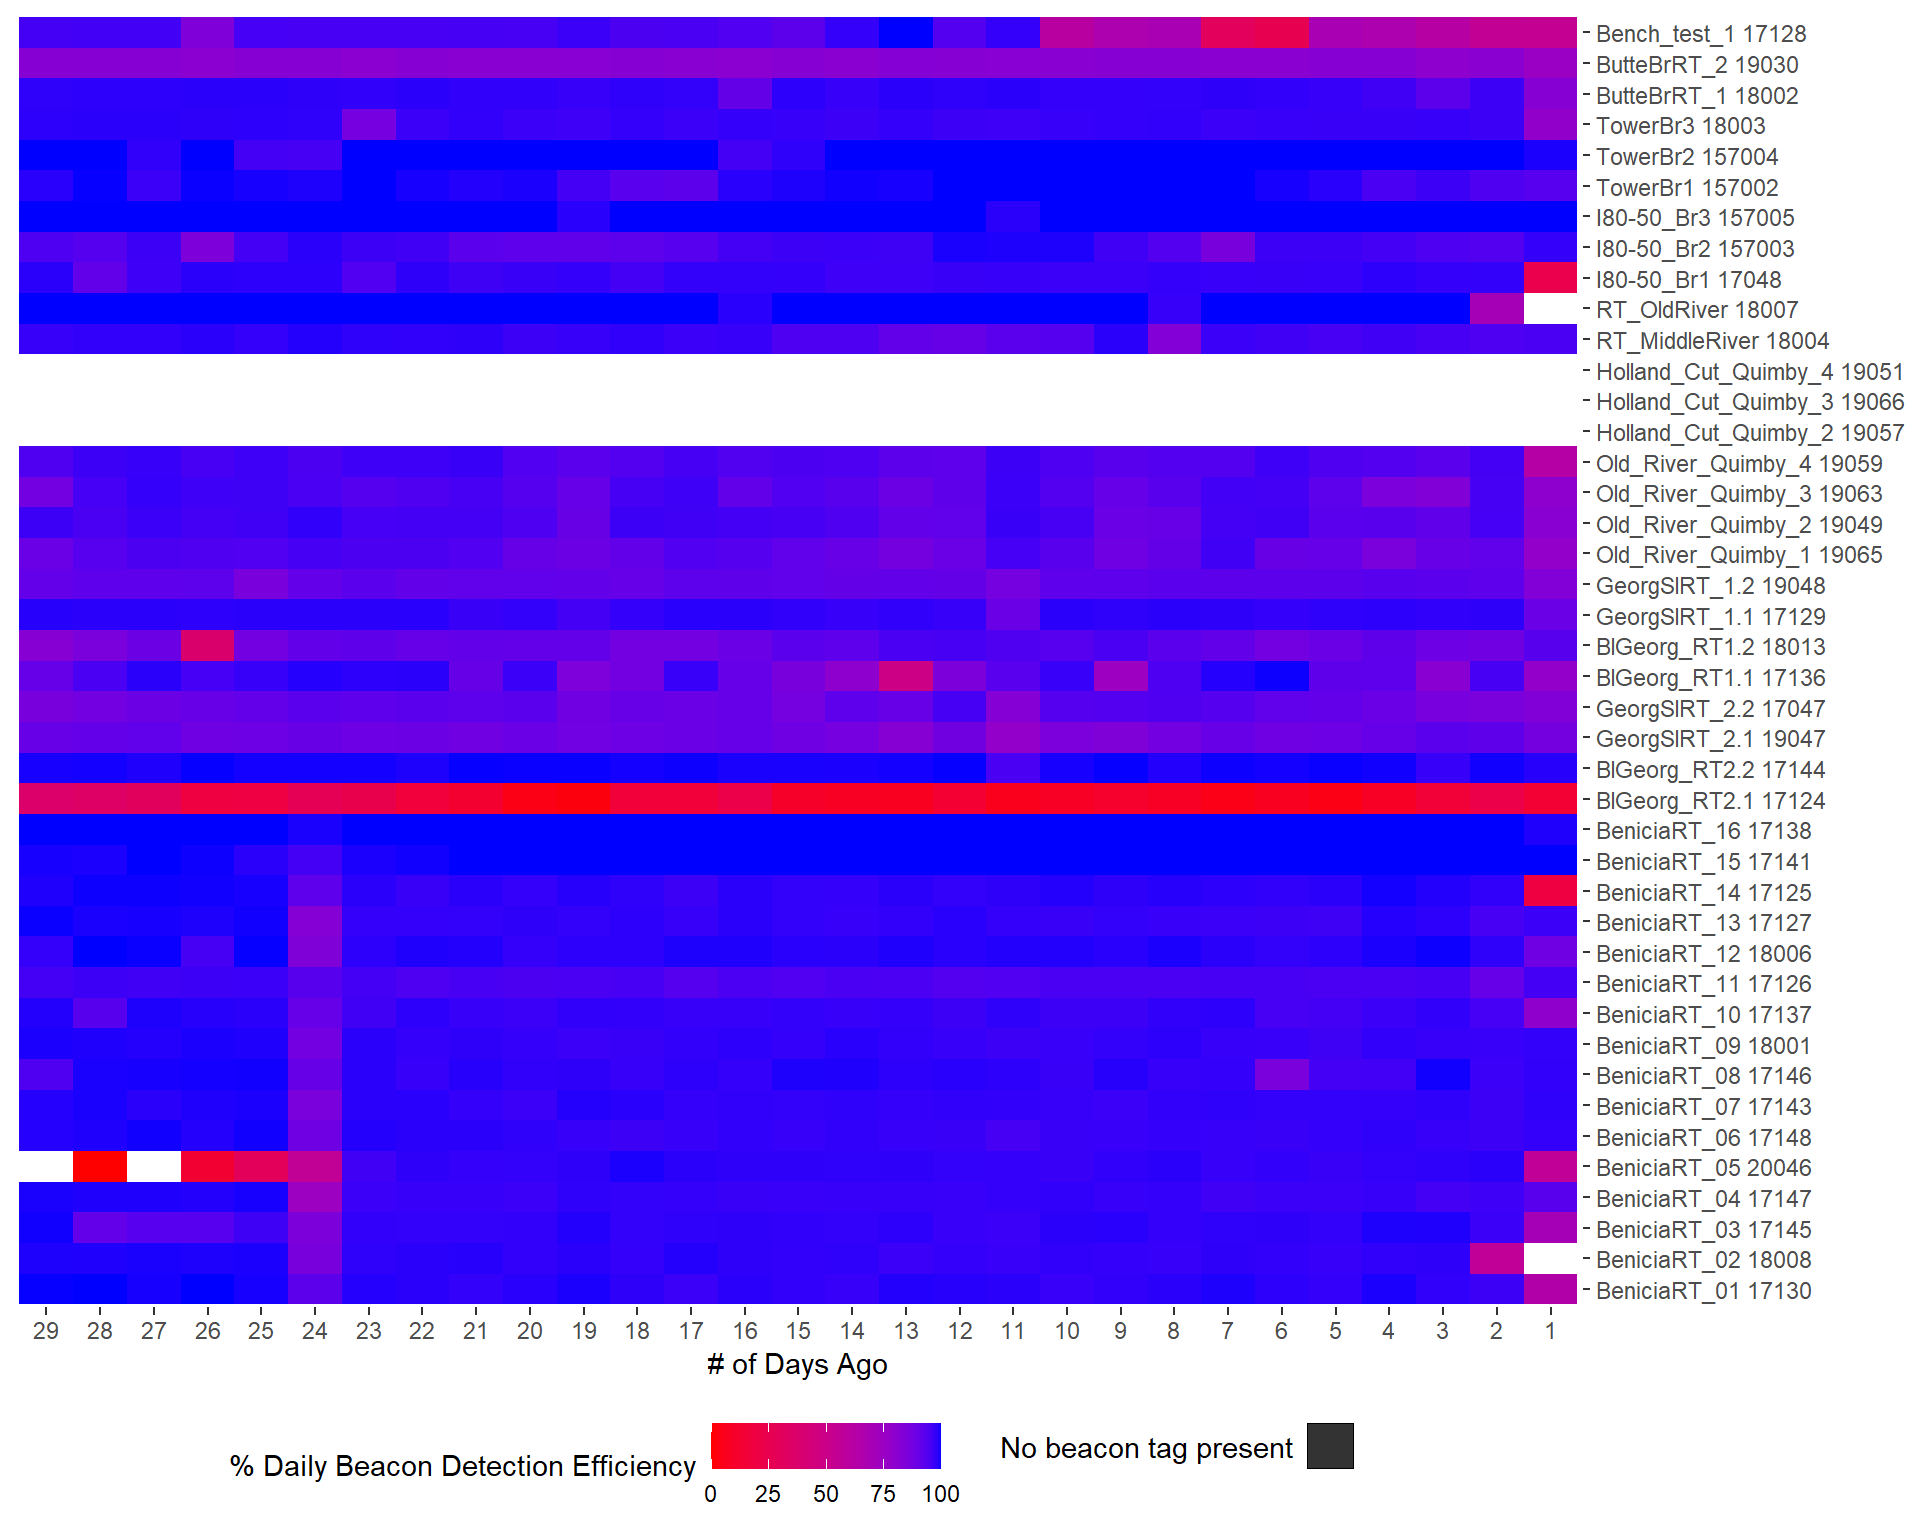 Bench_test_1 17128
ButteBrRT_2 19030
ButteBrRT_1 18002
TowerBr3 18003
TowerBr2 157004
TowerBr1 157002
I80-50_Br3 157005
I80-50_Br2 157003
I80-50_Br1 17048
RT_OldRiver 18007
RT_MiddleRiver 18004
Holland_Cut_Quimby_4 19051
Holland_Cut_Quimby_3 19066
Holland_Cut_Quimby_2 19057
Old_River_Quimby_4 19059
Old_River_Quimby_3 19063
Old_River_Quimby_2 19049
Old_River_Quimby_1 19065
GeorgSlRT_1.2 19048
GeorgSlRT_1.1 17129
BlGeorg_RT1.2 18013
BlGeorg_RT1.1 17136
GeorgSlRT_2.2 17047
GeorgSlRT_2.1 19047
BlGeorg_RT2.2 17144
BlGeorg_RT2.1 17124
BeniciaRT_16 17138
BeniciaRT_15 17141
BeniciaRT_14 17125
BeniciaRT_13 17127
BeniciaRT_12 18006
BeniciaRT_11 17126
BeniciaRT_10 17137
BeniciaRT_09 18001
BeniciaRT_08 17146
BeniciaRT_07 17143
BeniciaRT_06 17148
BeniciaRT_05 20046
BeniciaRT_04 17147
BeniciaRT_03 17145
BeniciaRT_02 18008
BeniciaRT_01 17130
29 28 27 26 25 24 23 22 21 20 19 18 17 16 15 14 13 12 11 10 9 8 7 6 5 4 3 2 1
# of Days Ago
% Daily Beacon Detection Efficiency
0 25 50 75 100
No beacon tag present